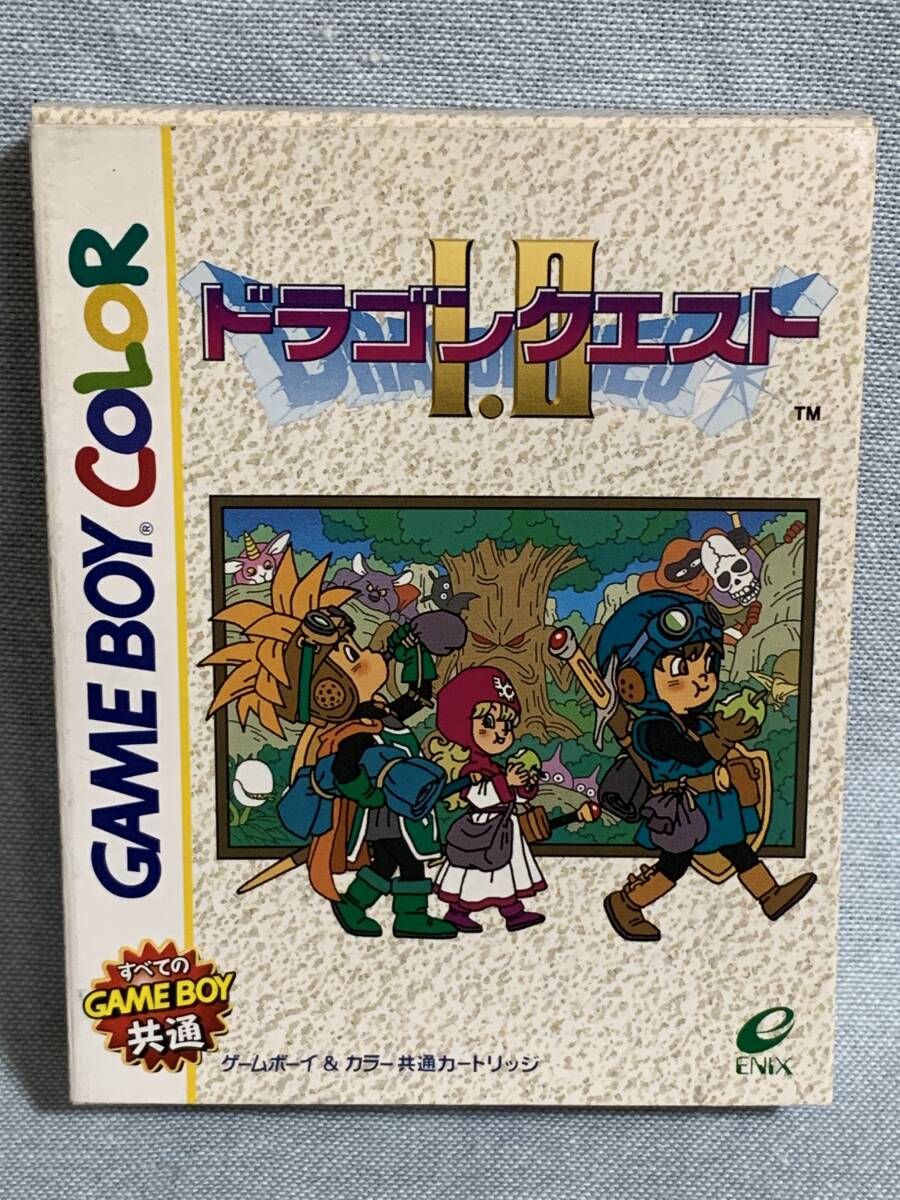 GAME BOY COLOR
®
I.II
ドラゴンクエスト
DRAGON QUEST
TM
すべての
GAME BOY
共通
ゲームボーイ & カラー共通カートリッジ
e
ENIX